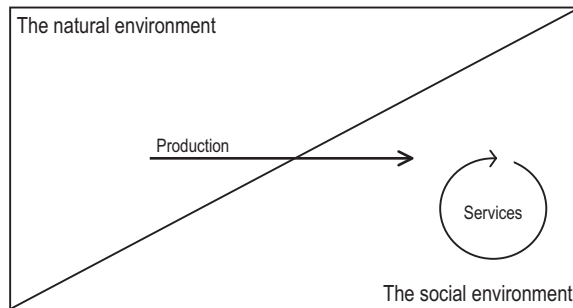 The natural environment
Production
Services
The social environment